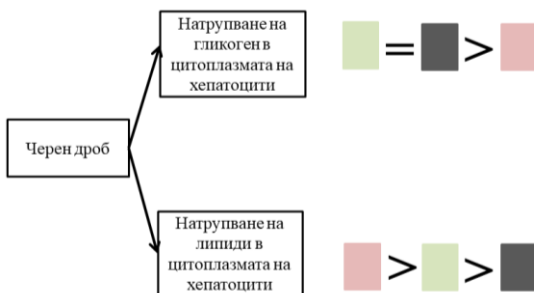 Натрупване на
гликоген в
цитоплазмата на
хепатоцити
= >
Черен дроб
Натрупване на
липиди в
цитоплазмата на
хепатоцити
> >